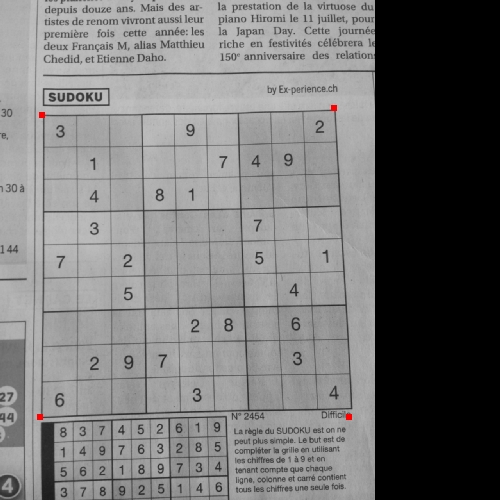 depuis douze ans. Mais des ar-
tistes de renom vivront aussi leur
première fois cette année: les
deux Français M, alias Matthieu
Chedid, et Etienne Daho.
la prestation de la virtuose du
piano Hiromi le 11 juillet, pour
la Japan Day. Cette journée
riche en festivités célébrera le
150e anniversaire des relations
30
re,
n 30 à
144
27
44
4
SUDOKU
by Ex-perience.ch
3 9 2
1 7 4 9
4 8 1
3 7
7 2 5 1
5 4
2 8 6
2 9 7 3
6 3 4
N° 2454 Difficile
8 3 7 4 5 2 6 1 9
1 4 9 7 6 3 2 8 5
5 6 2 1 8 9 7 3 4
3 7 8 9 2 5 1 4 6
La règle du SUDOKU est on ne
peut plus simple. Le but est de
compléter la grille en utilisant
les chiffres de 1 à 9 et en
tenant compte que chaque
ligne, colonne et carré contient
tous les chiffres une seule fois.